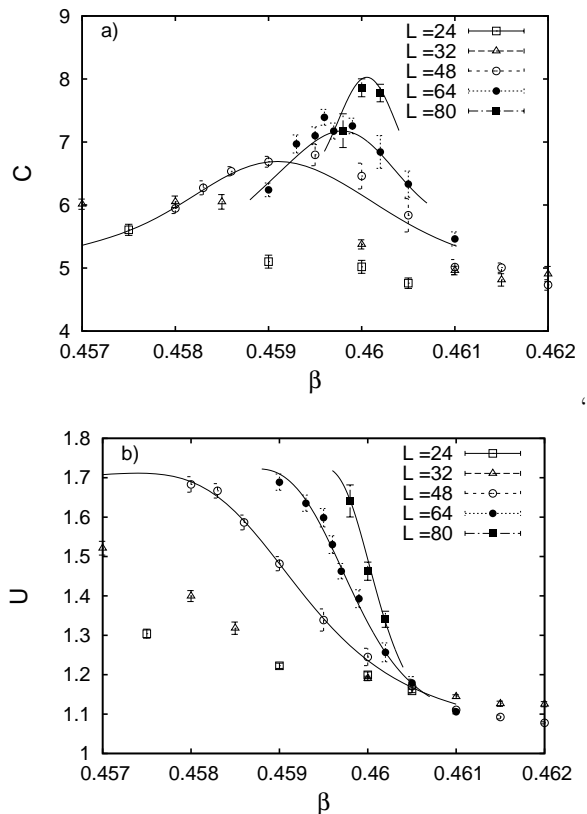 a)
L =24
L =32
L =48
L =64
L =80
9
8
7
6
5
4
C
0.457 0.458 0.459 0.46 0.461 0.462
β
‘
b)
L =24
L =32
L =48
L =64
L =80
1.8
1.7
1.6
1.5
1.4
1.3
1.2
1.1
1
U
0.457 0.458 0.459 0.46 0.461 0.462
β